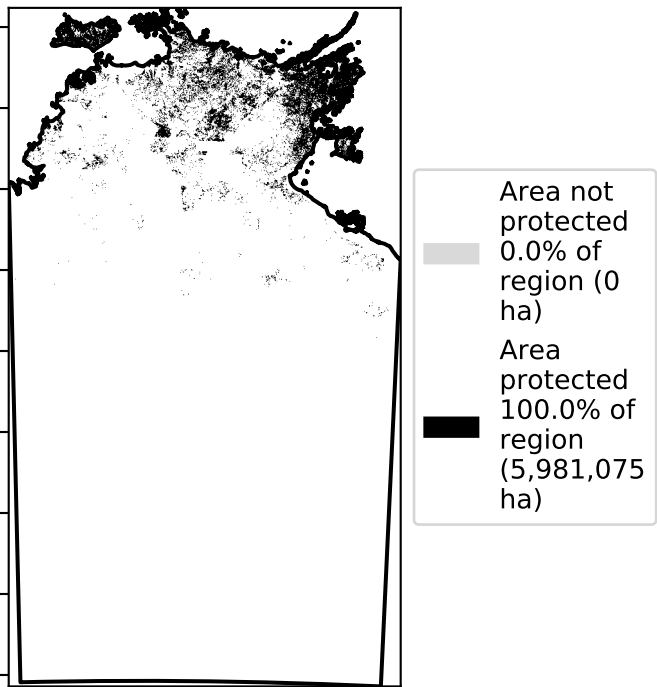 Area not
protected
0.0% of
region (0
ha)
Area
protected
100.0% of
region
(5,981,075
ha)